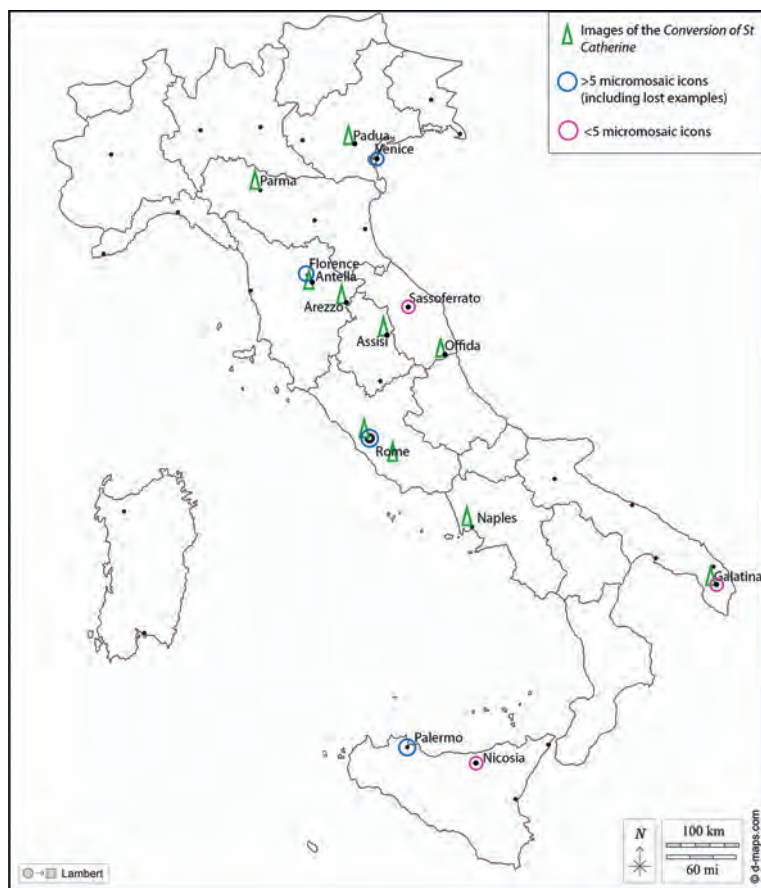 Images of the Conversion of St
Catherine
>5 micromosaic icons
(including lost examples)
<5 micromosaic icons
Padua
Venice
Parma
Florence
Antella
Arezzo
Sassoferrato
Assisi
Offida
Rome
Naples
Galatina
Palermo
Nicosia
N
100 km
60 mi
Lambert
© d-maps.com